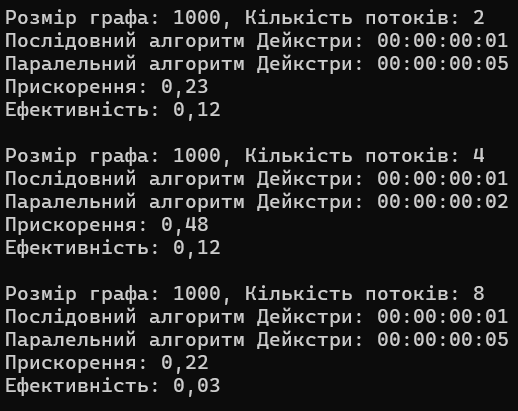 Розмір графа: 1000, Кількість потоків: 2
Послідовний алгоритм Дейкстри: 00:00:00:01
Паралельний алгоритм Дейкстри: 00:00:00:05
Прискорення: 0,23
Ефективність: 0,12
Розмір графа: 1000, Кількість потоків: 4
Послідовний алгоритм Дейкстри: 00:00:00:01
Паралельний алгоритм Дейкстри: 00:00:00:02
Прискорення: 0,48
Ефективність: 0,12
Розмір графа: 1000, Кількість потоків: 8
Послідовний алгоритм Дейкстри: 00:00:00:01
Паралельний алгоритм Дейкстри: 00:00:00:05
Прискорення: 0,22
Ефективність: 0,03